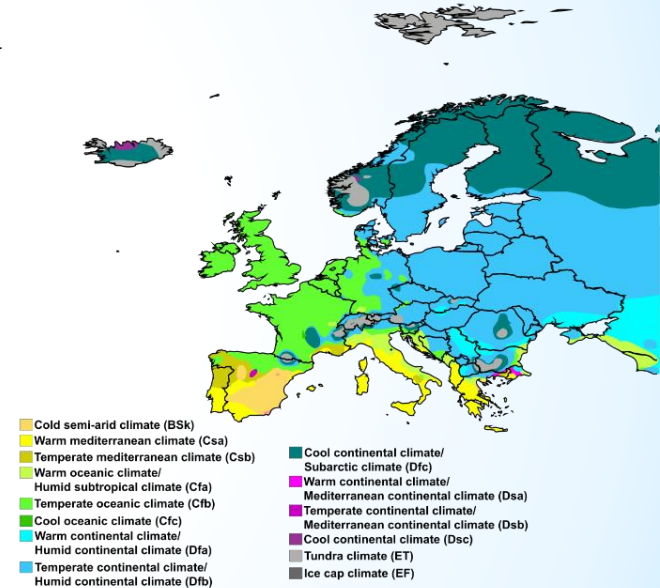 Cold semi-arid climate (BSk)
Warm mediterranean climate (Csa)
Temperate mediterranean climate (Csb)
Warm oceanic climate/
Humid subtropical climate (Cfa)
Temperate oceanic climate (Cfb)
Cool oceanic climate (Cfc)
Warm continental climate/
Humid continental climate (Dfa)
Temperate continental climate/
Humid continental climate (Dfb)
Cool continental climate/
Subarctic climate (Dfc)
Warm continental climate/
Mediterranean continental climate (Dsa)
Temperate continental climate/
Mediterranean continental climate (Dsb)
Cool continental climate (Dsc)
Tundra climate (ET)
Ice cap climate (EF)